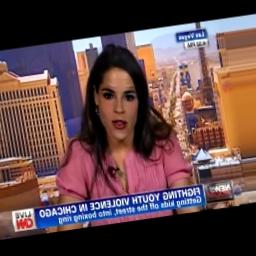 Las Vegas
FIGHTING YOUTH VIOLENCE IN CHICAGO
NEW
Getting kids off the street, into boxing ring
LIVE
CNN